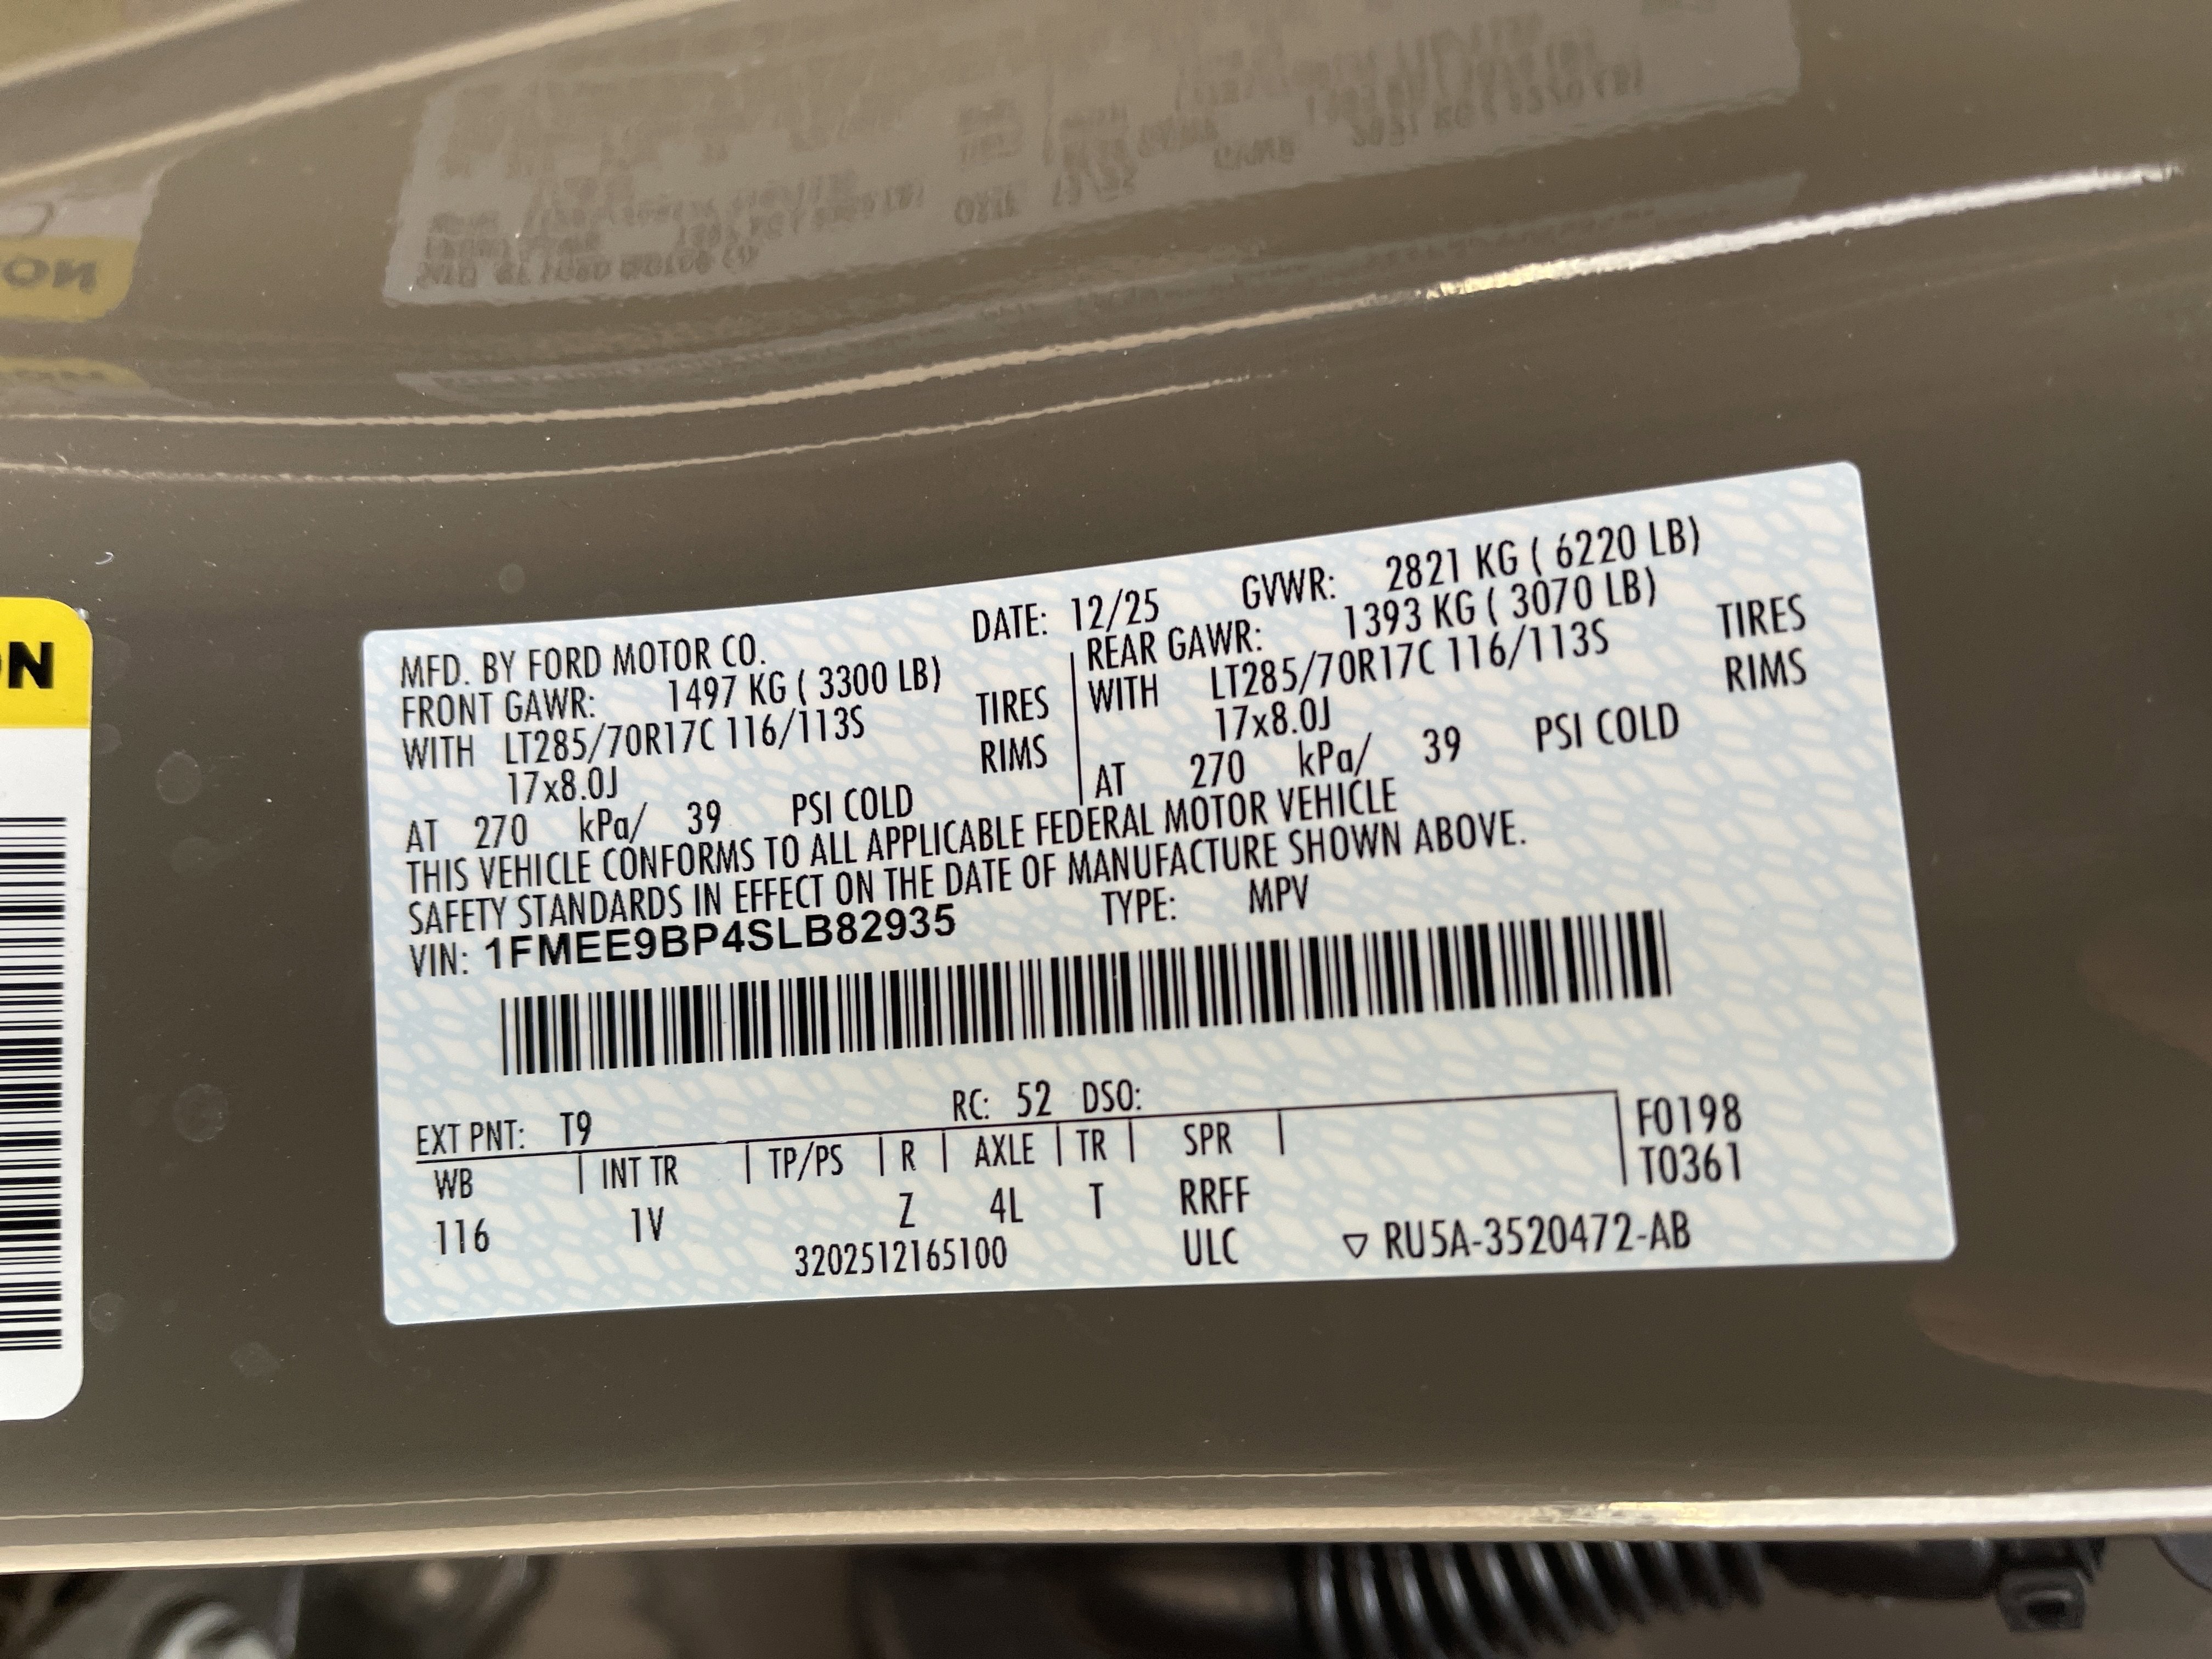 MFD. BY FORD MOTOR CO. DATE: 12/25 GVWR: 2821 KG ( 6220 LB)
FRONT GAWR: 1497 KG ( 3300 LB)
WITH LT285/70R17C 116/113S TIRES
17x8.0J RIMS
AT 270 kPa/ 39 PSI COLD
REAR GAWR: 1393 KG ( 3070 LB)
WITH LT285/70R17C 116/113S TIRES
17x8.0J RIMS
AT 270 kPa/ 39 PSI COLD
THIS VEHICLE CONFORMS TO ALL APPLICABLE FEDERAL MOTOR VEHICLE
SAFETY STANDARDS IN EFFECT ON THE DATE OF MANUFACTURE SHOWN ABOVE.
VIN: 1FMEE9BP4SLB82935 TYPE: MPV
EXT PNT: T9 RC: 52 DSO:
WB | INT TR | TP/PS | R | AXLE | TR | SPR | F0198
116 1V Z 4L T RRFF T0361
3202512165100 ULC ▽ RU5A-3520472-AB